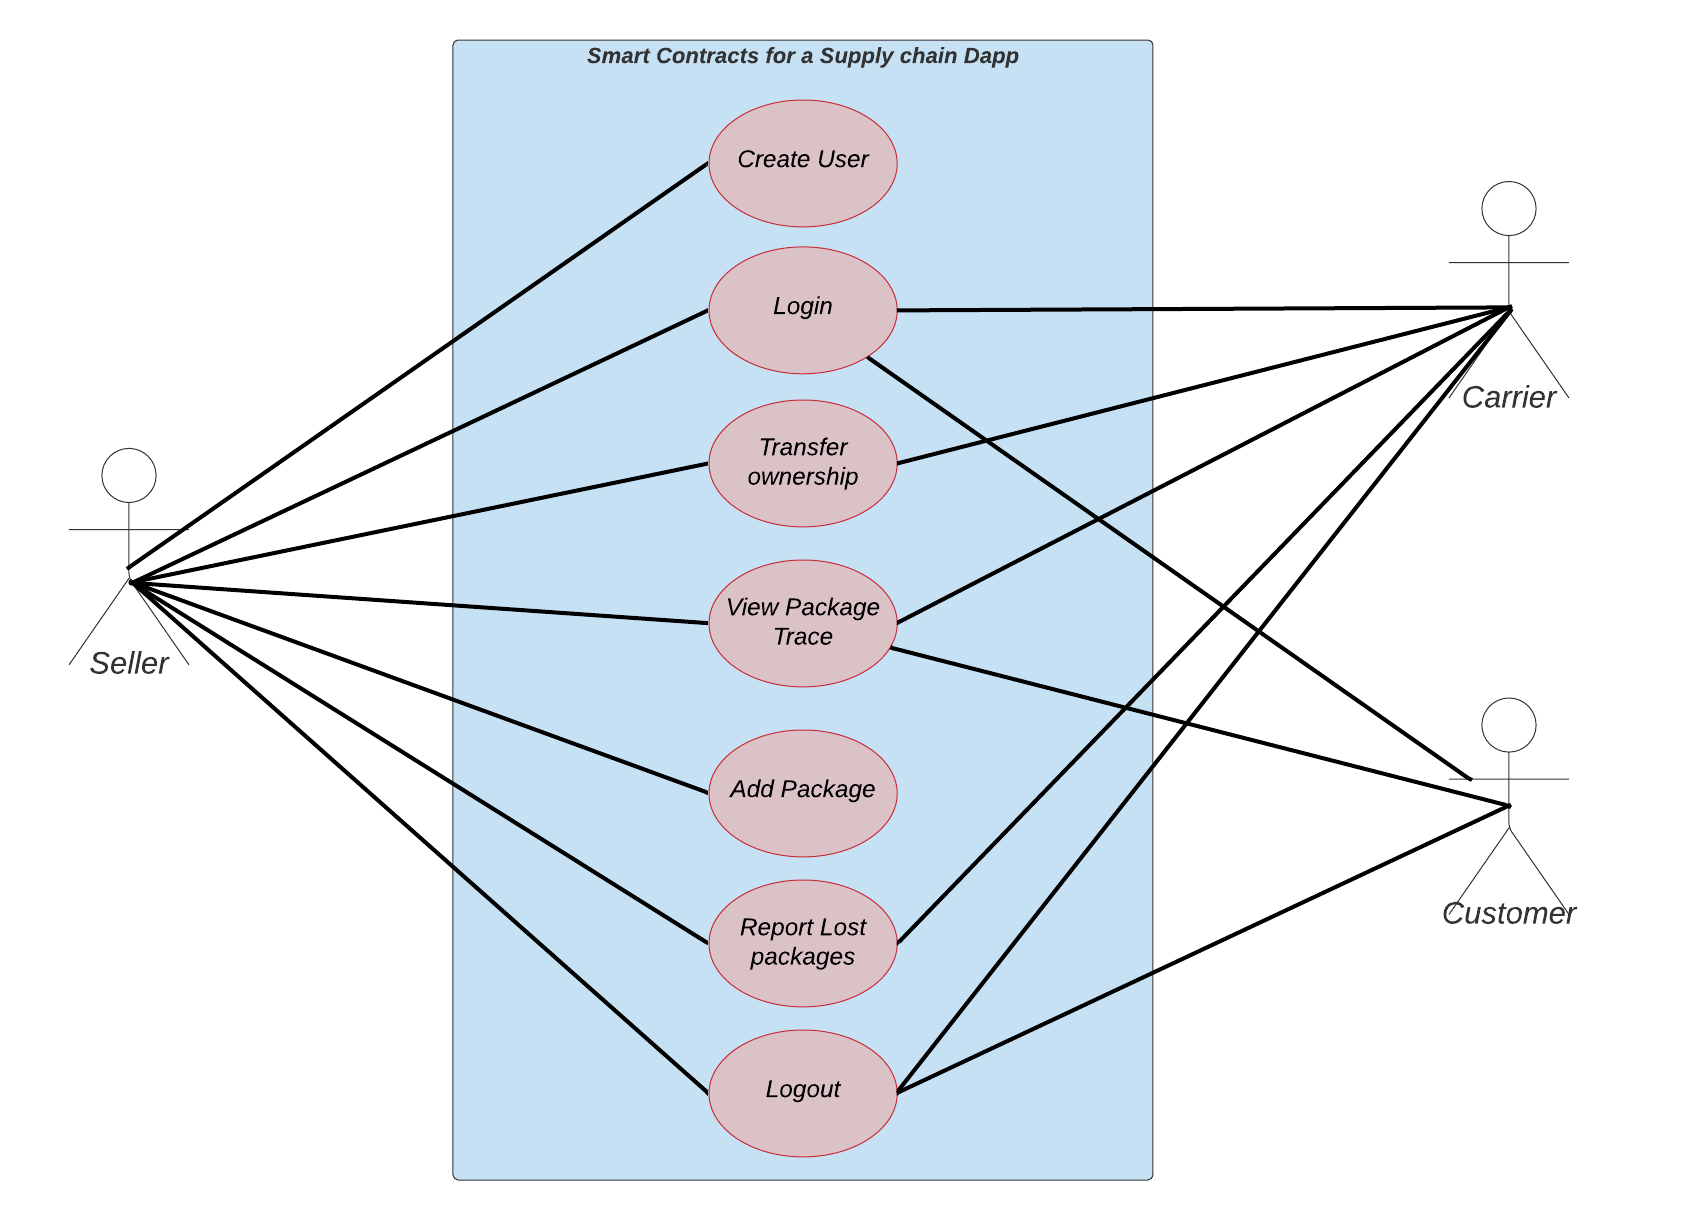 Smart Contracts for a Supply chain Dapp
Create User
Login
Transfer
ownership
View Package
Trace
Add Package
Report Lost
packages
Logout
Seller
Carrier
Customer